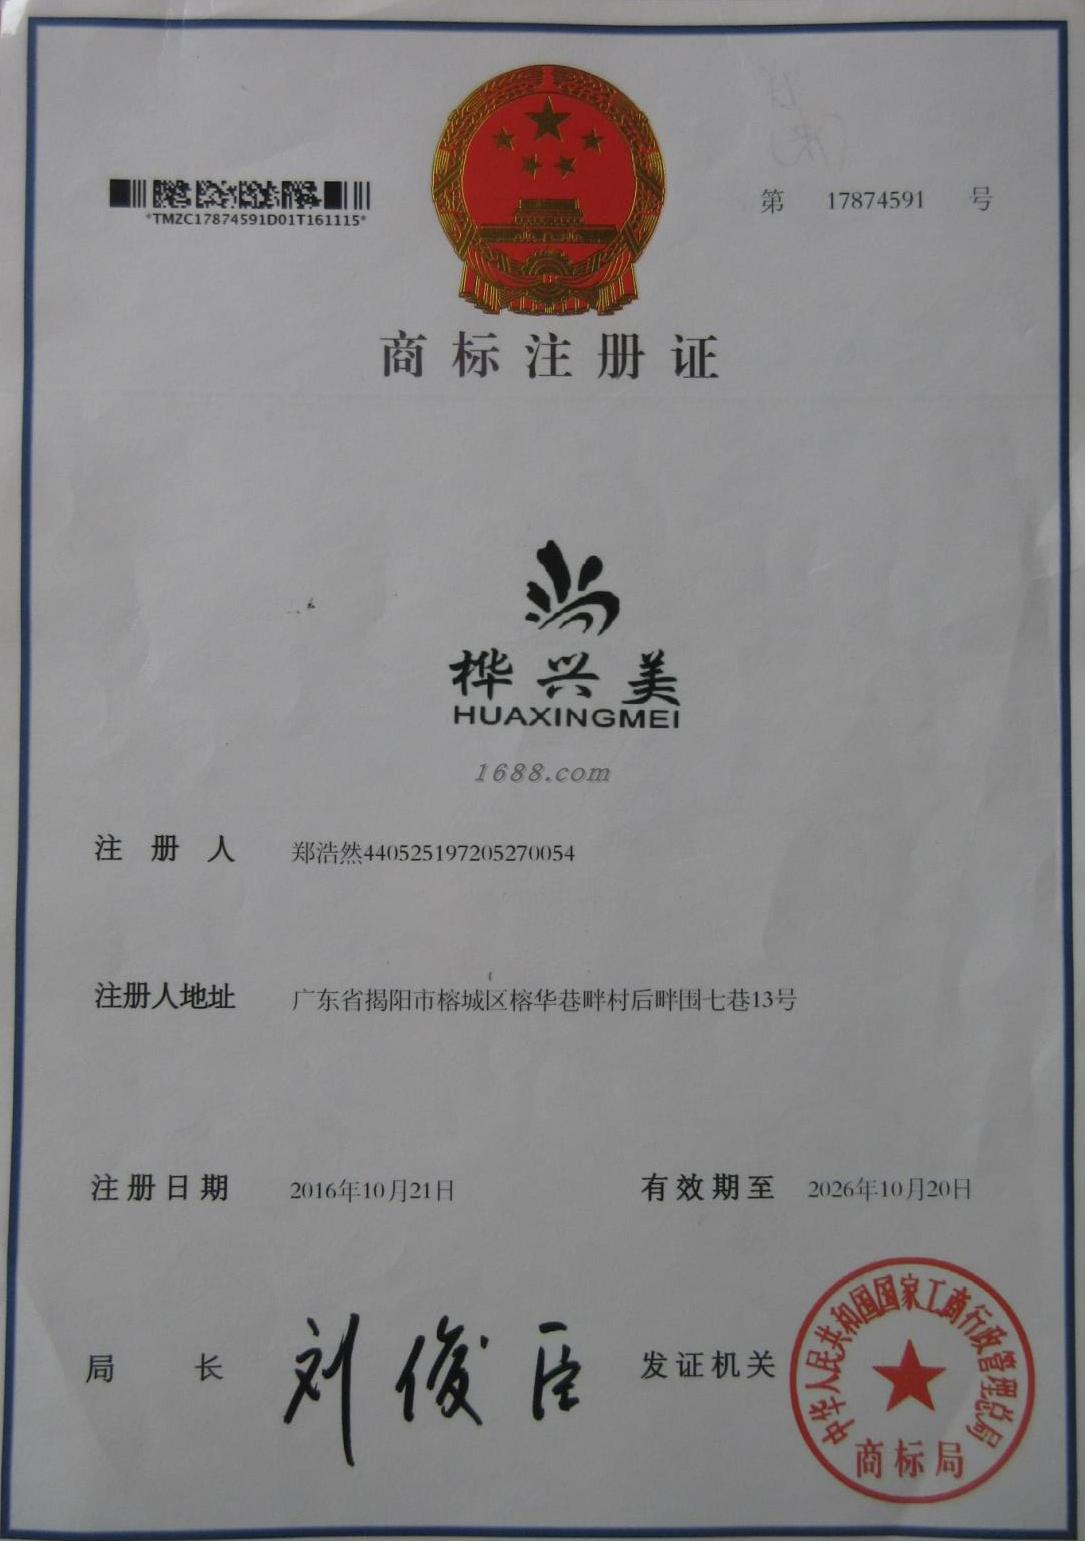 *TMZC17874591D01T161115*
第 17874591 号
商标注册证
桦兴美
HUAXINGMEI
1688.com
注册人 郑浩然440525197205270054
注册人地址 广东省揭阳市榕城区榕华巷畔村后畔围七巷13号
注册日期 2016年10月21日 有效期至 2026年10月20日
局长 刘俊臣 发证机关
中华人民共和国国家工商行政管理总局
商标局